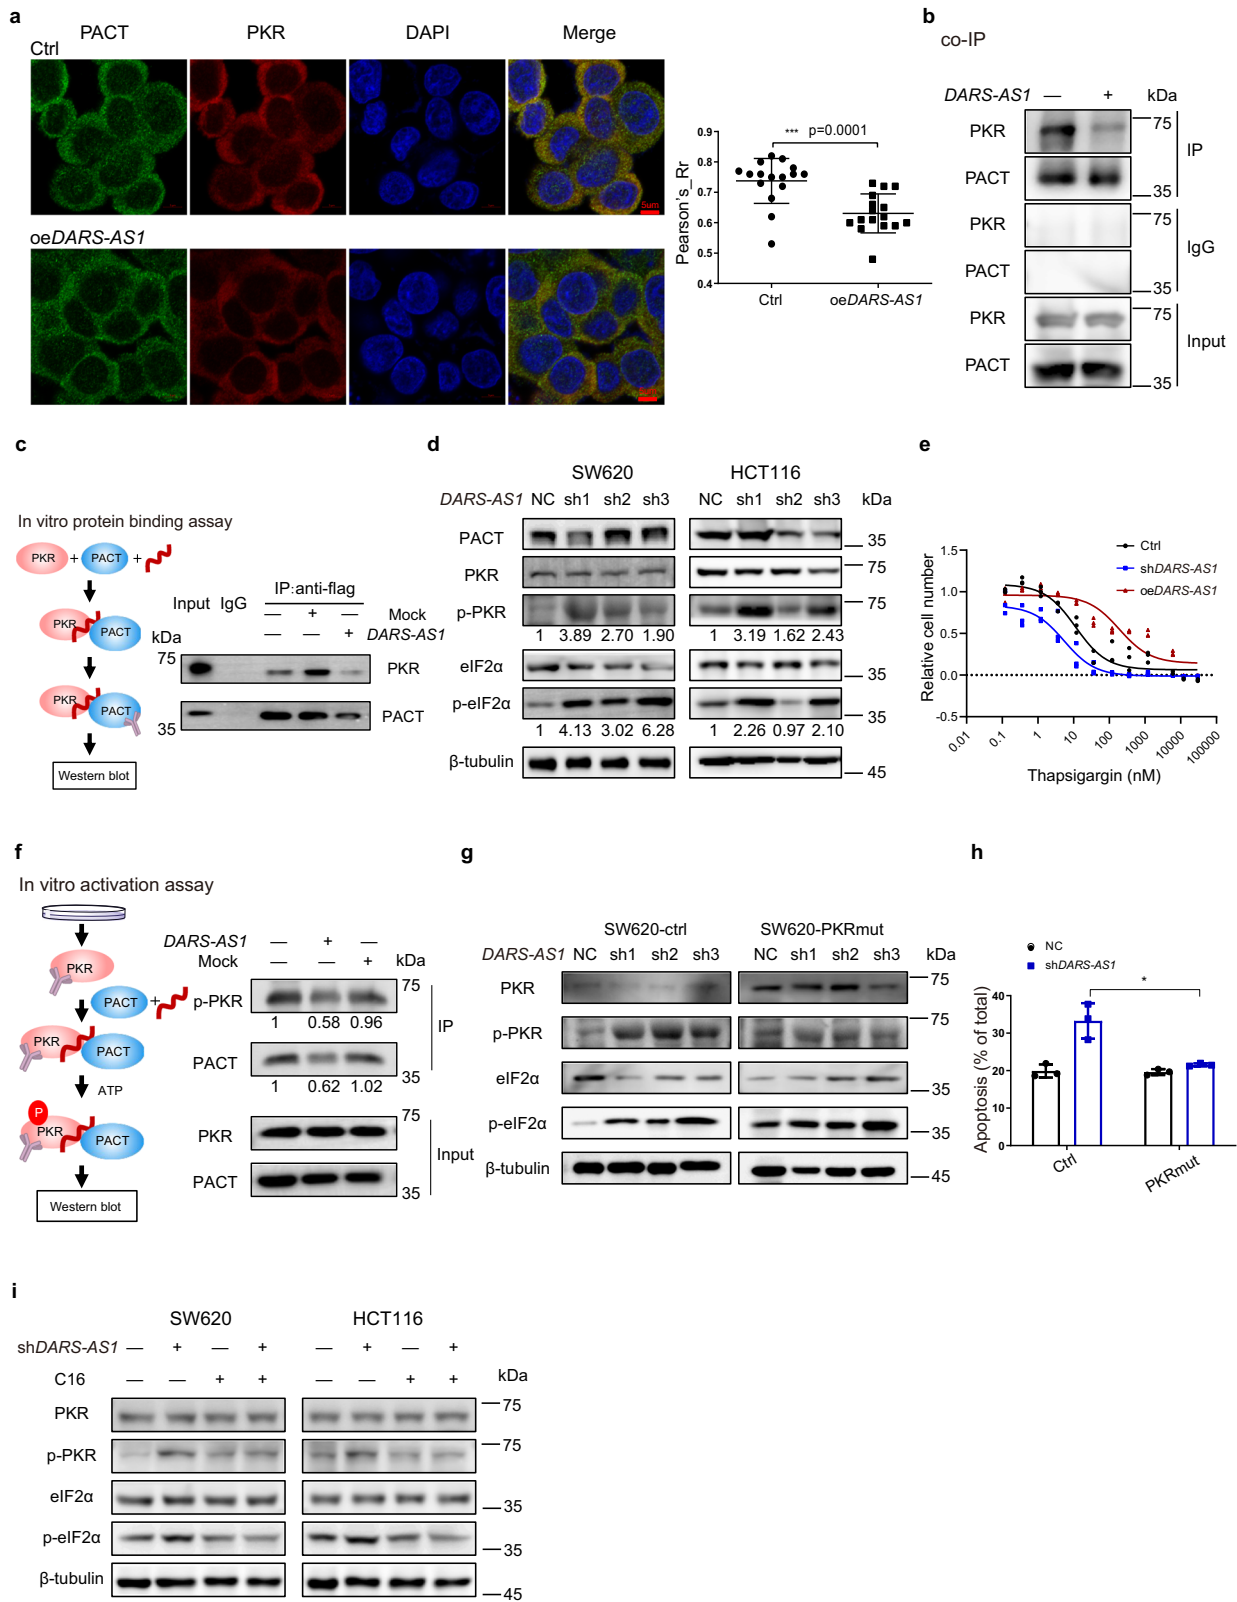 a
PACT PKR DAPI Merge
Ctrl
5um
oeDARS-AS1
0.9
0.8
0.7
0.6
0.5
0.4
Pearson's_Rr
*** p=0.0001
Ctrl oeDARS-AS1
b
co-IP
DARS-AS1 — + kDa
PKR 75
PACT 35
IP
PKR 75
PACT 35
IgG
PKR 75
PACT 35
Input
c
In vitro protein binding assay
PKR + PACT +
PKR PACT
PKR PACT
Western blot
IP:anti-flag
Input IgG — + — Mock
— — + DARS-AS1
kDa
75 PKR
35 PACT
d
SW620 HCT116
DARS-AS1 NC sh1 sh2 sh3 NC sh1 sh2 sh3 kDa
PACT 35
PKR 75
p-PKR 75
1 3.89 2.70 1.90 1 3.19 1.62 2.43
eIF2α 35
p-eIF2α 35
1 4.13 3.02 6.28 1 2.26 0.97 2.10
β-tubulin 45
e
Ctrl
shDARS-AS1
oeDARS-AS1
1.5
1.0
0.5
0.0
-0.5
Relative cell number
0.01 0.1 1 10 100 1000 10000 100000
Thapsigargin (nM)
f
In vitro activation assay
PKR
PACT +
PKR PACT
ATP
P
PKR PACT
Western blot
DARS-AS1 — + —
Mock — — + kDa
p-PKR 75
1 0.58 0.96
PACT 35
1 0.62 1.02
IP
PKR 75
PACT 35
Input
g
SW620-ctrl SW620-PKRmut
DARS-AS1 NC sh1 sh2 sh3 NC sh1 sh2 sh3 kDa
PKR 75
p-PKR 75
eIF2α 35
p-eIF2α 35
β-tubulin 45
h
NC
shDARS-AS1
*
40
30
20
10
0
Apoptosis (% of total)
Ctrl PKRmut
i
SW620 HCT116
shDARS-AS1 — + — + — + — +
C16 — — + + — — + + kDa
PKR 75
p-PKR 75
eIF2α 35
p-eIF2α 35
β-tubulin 45